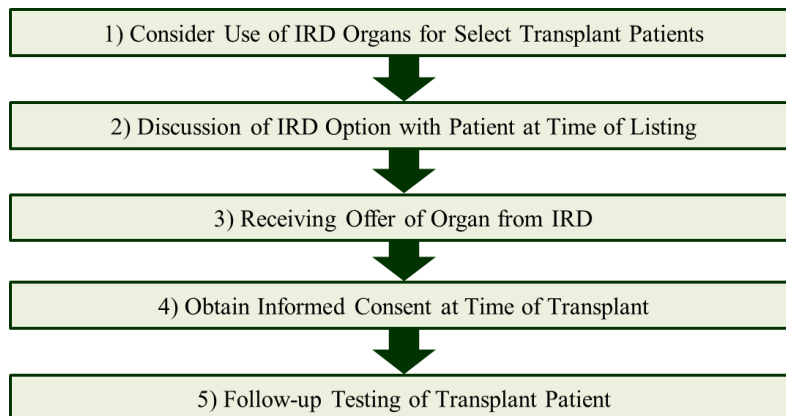 1) Consider Use of IRD Organs for Select Transplant Patients
2) Discussion of IRD Option with Patient at Time of Listing
3) Receiving Offer of Organ from IRD
4) Obtain Informed Consent at Time of Transplant
5) Follow-up Testing of Transplant Patient